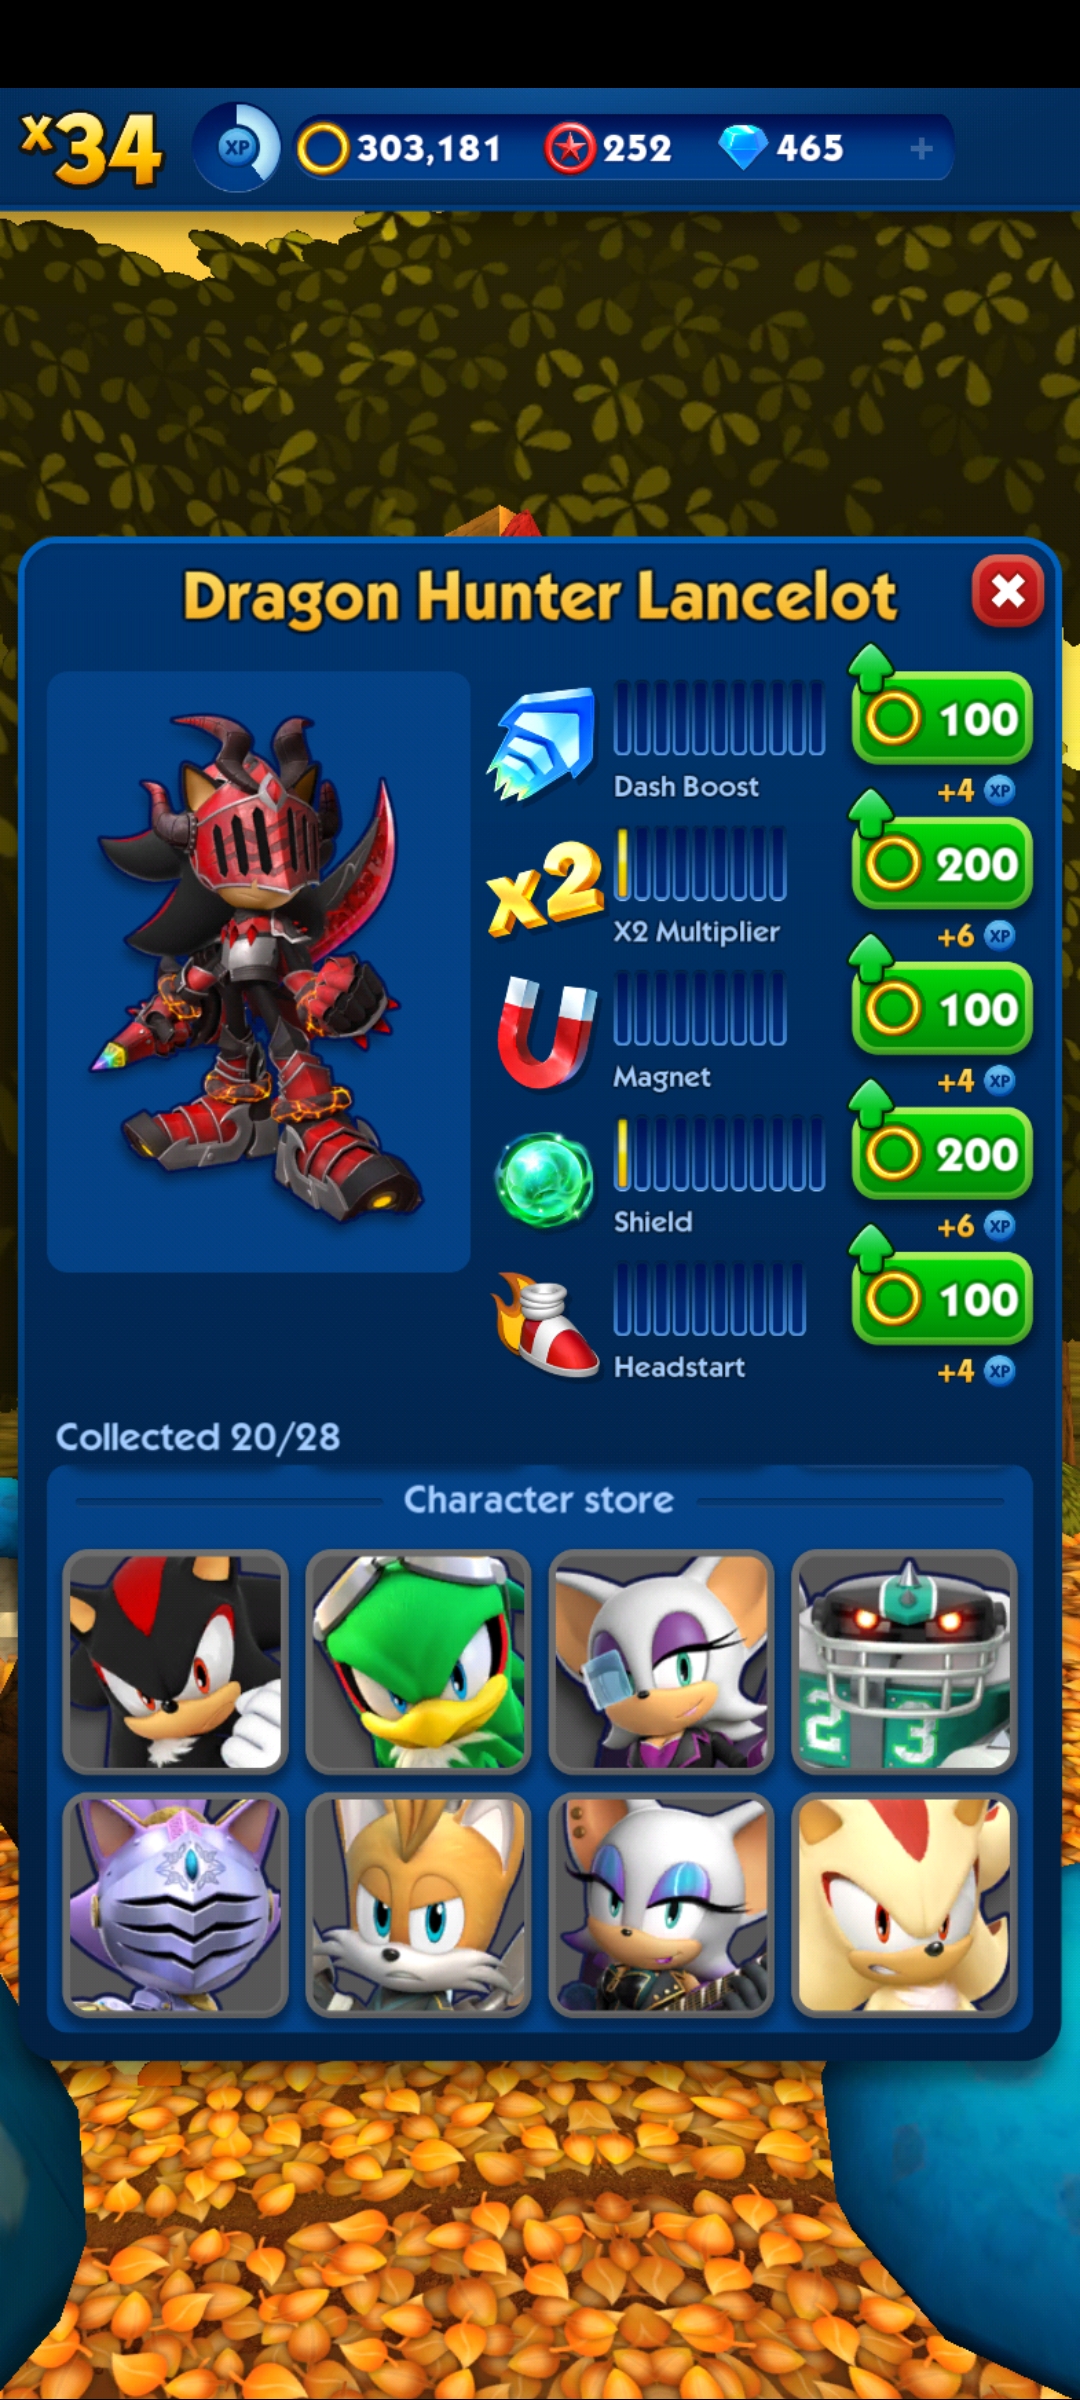 x34
XP
303,181
252
465
+
Dragon Hunter Lancelot
100
Dash Boost
+4 XP
x2
200
X2 Multiplier
+6 XP
100
Magnet
+4 XP
200
Shield
+6 XP
100
Headstart
+4 XP
Collected 20/28
Character store
23